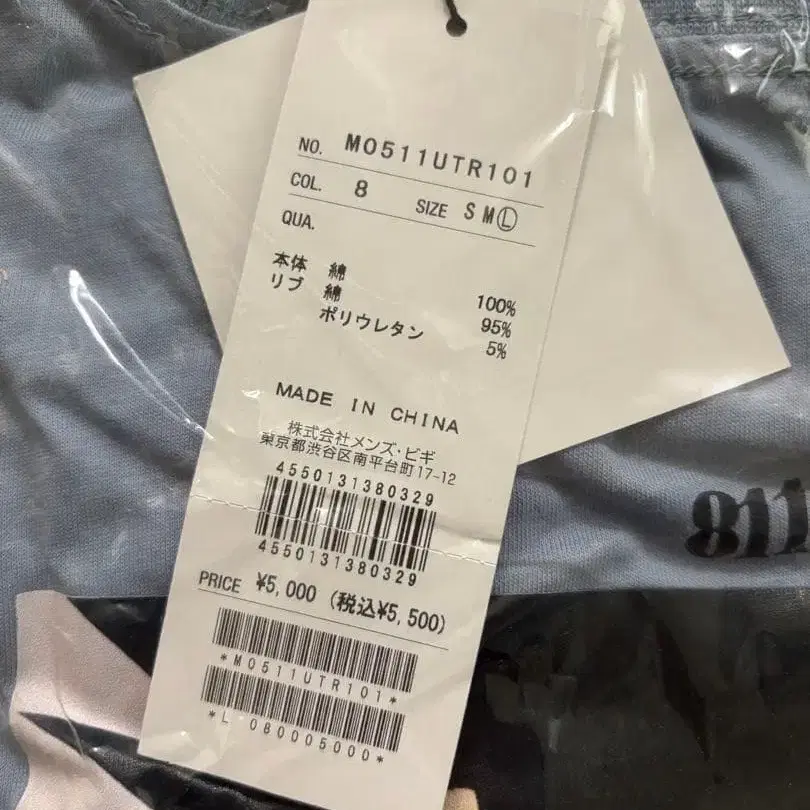 NO. M0511UTR101
COL. 8 SIZE S M L
QUA.
本体 綿 100%
リブ 綿 95%
ポリウレタン 5%
MADE IN CHINA
株式会社メンズ・ビギ
東京都渋谷区南平台町17-12
4550131380329
4550131380329
PRICE ¥5,000 (税込¥5,500)
*M0511UTR101*
*L 080005000*
811